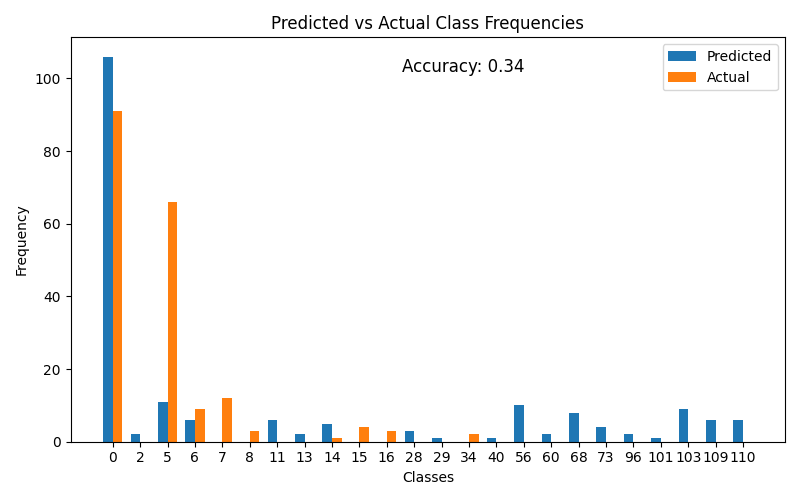 Predicted vs Actual Class Frequencies
Accuracy: 0.34
Predicted
Actual
Frequency
100
80
60
40
20
0
0 2 5 6 7 8 11 13 14 15 16 28 29 34 40 56 60 68 73 96 101 103 109 110
Classes